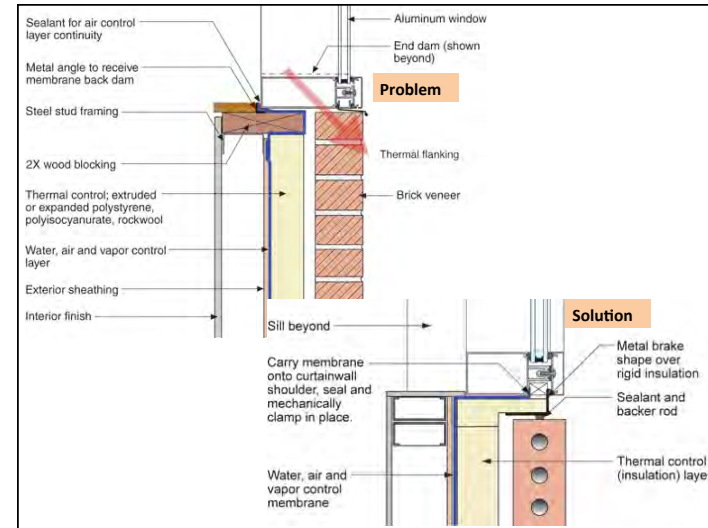 Sealant for air control
layer continuity
Metal angle to receive
membrane back dam
Steel stud framing
2X wood blocking
Thermal control; extruded
or expanded polystyrene,
polyisocyanurate, rockwool
Water, air and vapor control
layer
Exterior sheathing
Interior finish
Aluminum window
End dam (shown
beyond)
Problem
Thermal flanking
Brick veneer
Solution
Sill beyond
Carry membrane
onto curtainwall
shoulder, seal and
mechanically
clamp in place.
Water, air and
vapor control
membrane
Metal brake
shape over
rigid insulation
Sealant and
backer rod
Thermal control
(insulation) laye